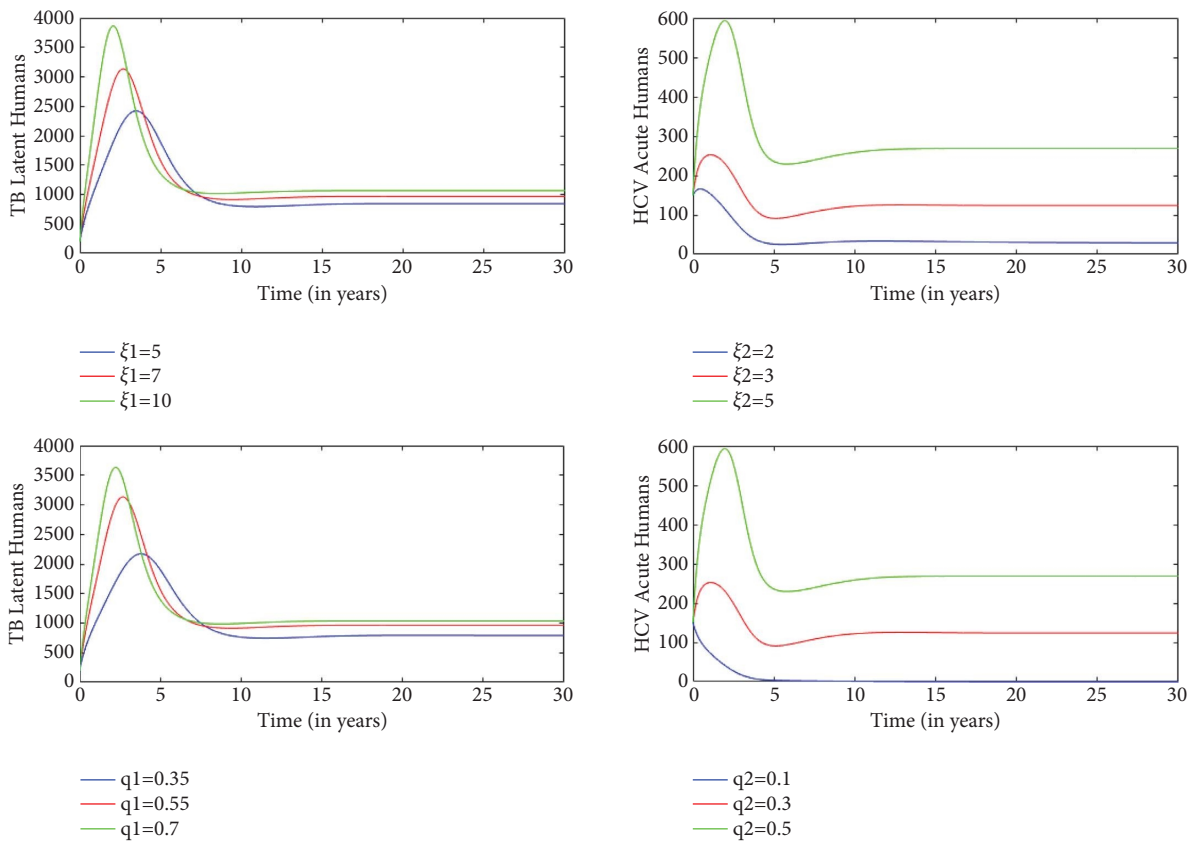 4000
3500
3000
2500
2000
1500
1000
500
0
TB Latent Humans
0 5 10 15 20 25 30
Time (in years)
ξ1=5
ξ1=7
ξ1=10
600
500
400
300
200
100
0
HCV Acute Humans
0 5 10 15 20 25 30
Time (in years)
ξ2=2
ξ2=3
ξ2=5
4000
3500
3000
2500
2000
1500
1000
500
0
TB Latent Humans
0 5 10 15 20 25 30
Time (in years)
q1=0.35
q1=0.55
q1=0.7
600
500
400
300
200
100
0
HCV Acute Humans
0 5 10 15 20 25 30
Time (in years)
q2=0.1
q2=0.3
q2=0.5